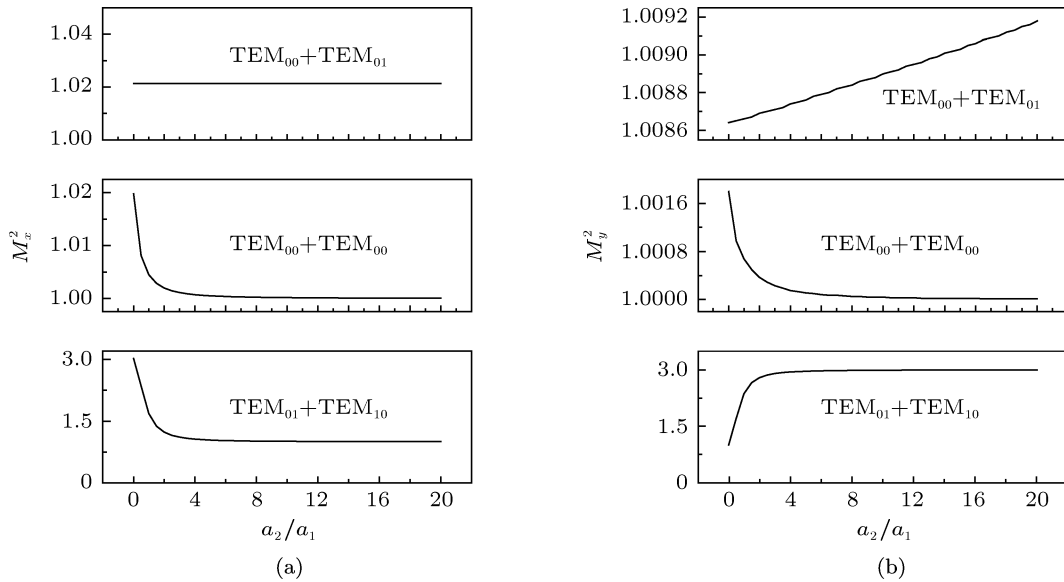 1.04
1.02
1.00
TEM₀₀+TEM₀₁
1.02
1.01
1.00
TEM₀₀+TEM₀₀
M²ₓ
3.0
1.5
0
TEM₀₁+TEM₁₀
0 4 8 12 16 20
a₂/a₁
(a)
1.0092
1.0090
1.0088
1.0086
TEM₀₀+TEM₀₁
1.0016
1.0008
1.0000
TEM₀₀+TEM₀₀
M²_y
3.0
1.5
0
TEM₀₁+TEM₁₀
0 4 8 12 16 20
a₂/a₁
(b)